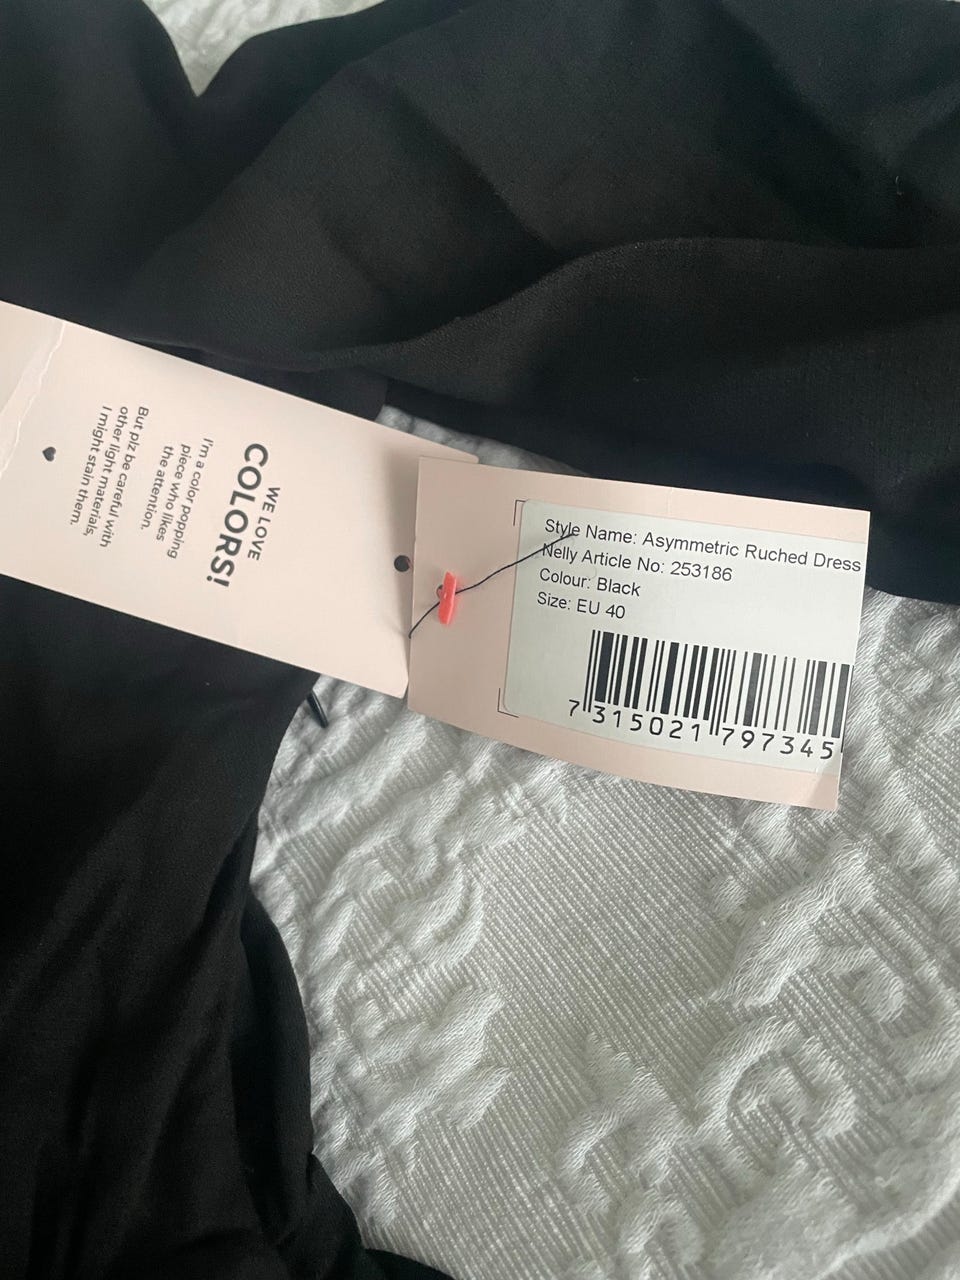 WE LOVE
COLORS!
I'm a color popping
piece who likes
the attention.
But plz be careful with
other light materials,
I might stain them.
Style Name: Asymmetric Ruched Dress
Nelly Article No: 253186
Colour: Black
Size: EU 40
7 315021 797345